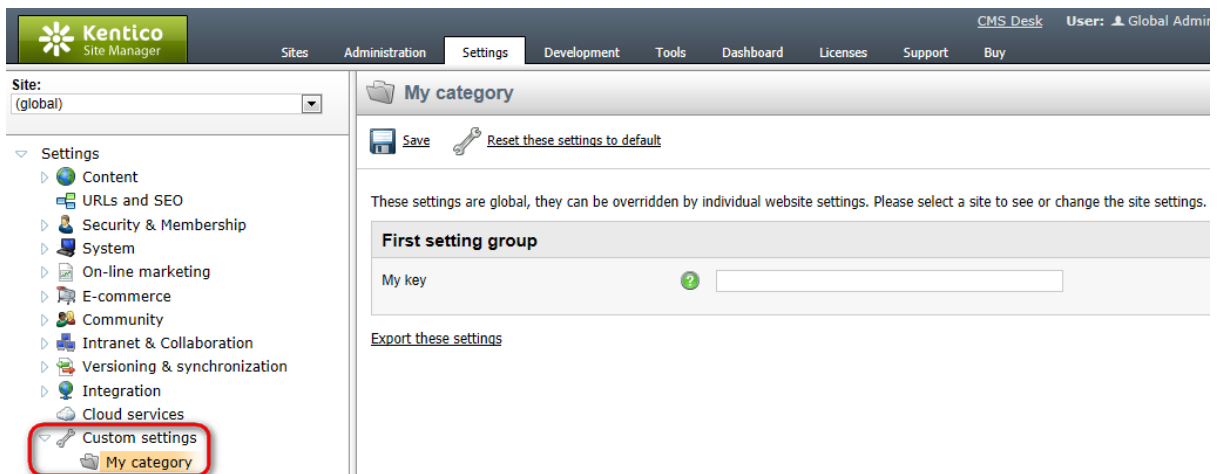 CMS Desk User: Global Admi
Kentico
Site Manager
Sites Administration Settings Development Tools Dashboard Licenses Support Buy
Site:
(global)
My category
Save Reset these settings to default
Settings
Content
URLs and SEO
Security & Membership
System
On-line marketing
E-commerce
Community
Intranet & Collaboration
Versioning & synchronization
Integration
Cloud services
Custom settings
My category
These settings are global, they can be overridden by individual website settings. Please select a site to see or change the site settings.
First setting group
My key ?
Export these settings